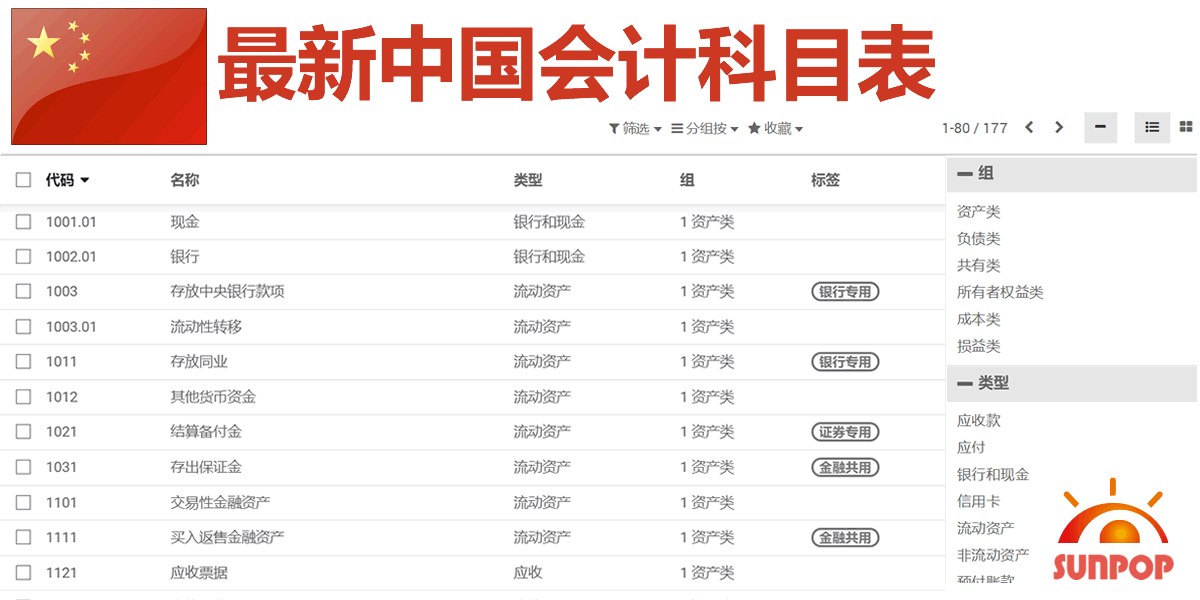 最新中国会计科目表
筛选 分组按 收藏 1-80 / 177
代码 名称 类型 组 标签
1001.01 现金 银行和现金 1 资产类
1002.01 银行 银行和现金 1 资产类
1003 存放中央银行款项 流动资产 1 资产类 银行专用
1003.01 流动性转移 流动资产 1 资产类
1011 存放同业 流动资产 1 资产类 银行专用
1012 其他货币资金 流动资产 1 资产类
1021 结算备付金 流动资产 1 资产类 证券专用
1031 存出保证金 流动资产 1 资产类 金融共用
1101 交易性金融资产 流动资产 1 资产类
1111 买入返售金融资产 流动资产 1 资产类 金融共用
1121 应收票据 应收 1 资产类
组
资产类
负债类
共有类
所有者权益类
成本类
损益类
类型
应收款
应付
银行和现金
信用卡
流动资产
非流动资产
预付账款
SUNPOP